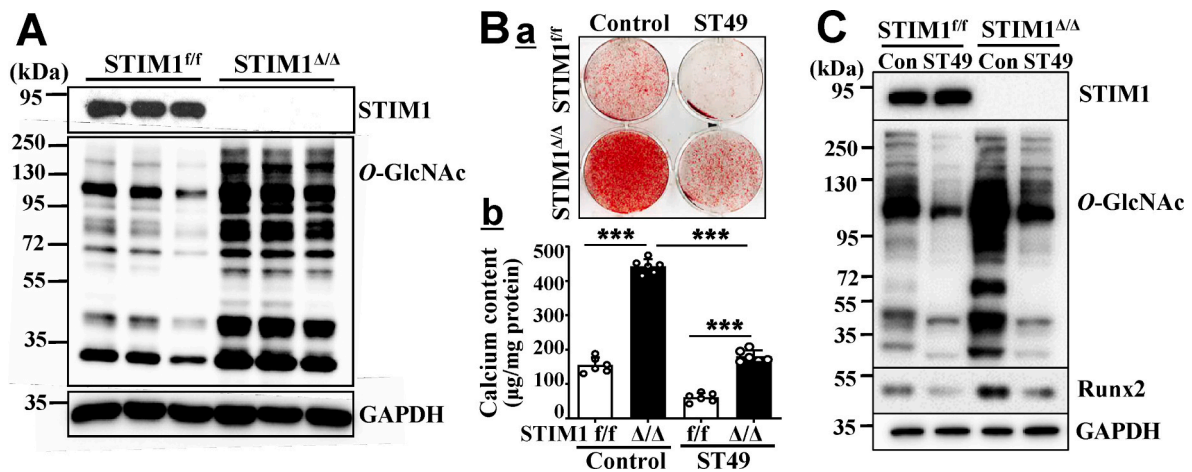 A
STIM1f/f STIM1Δ/Δ
(kDa)
95
STIM1
250
130
95
72
55
35
O-GlcNAc
35
GAPDH
B a
Control ST49
STIM1f/f
STIM1Δ/Δ
b
Calcium content
(μg/mg protein)
500
400
300
200
100
0
*** ***
***
STIM1 f/f Δ/Δ f/f Δ/Δ
Control ST49
C
STIM1f/f STIM1Δ/Δ
(kDa) Con ST49 Con ST49
95
STIM1
250
130
95
72
55
35
O-GlcNAc
55
Runx2
35
GAPDH